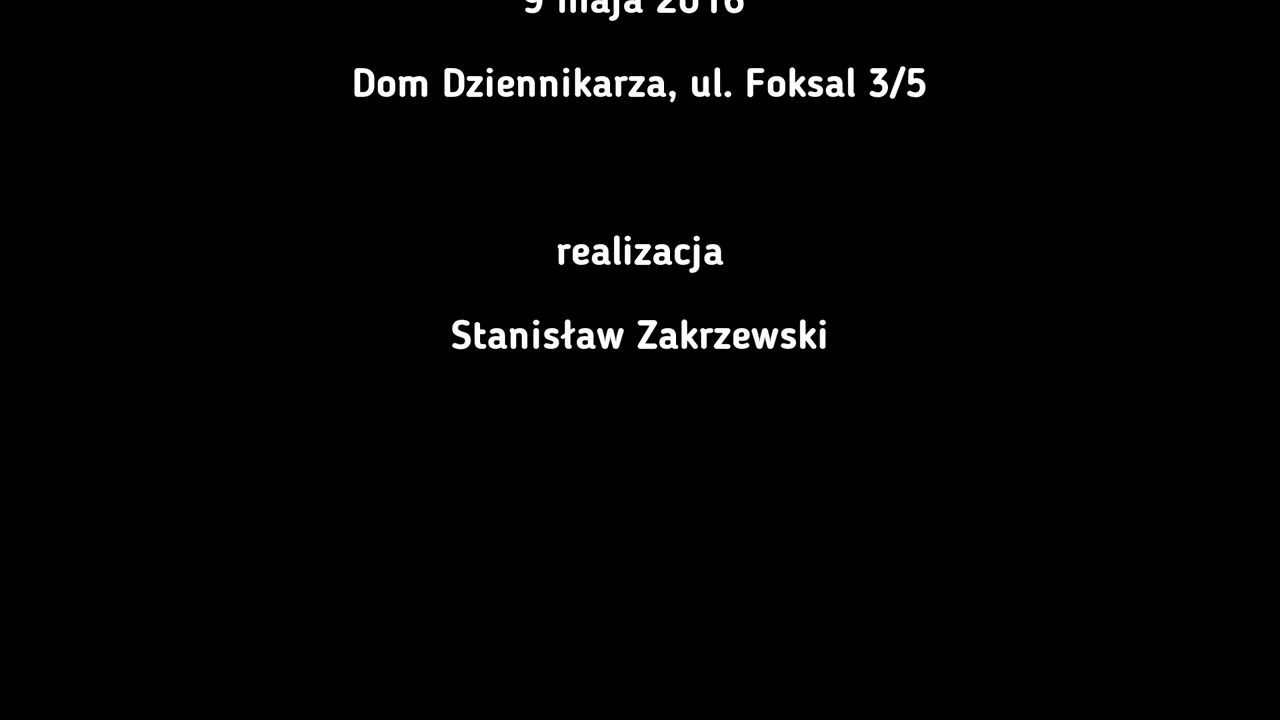 9 maja 2016
Dom Dziennikarza, ul. Foksal 3/5
realizacja
Stanisław Zakrzewski